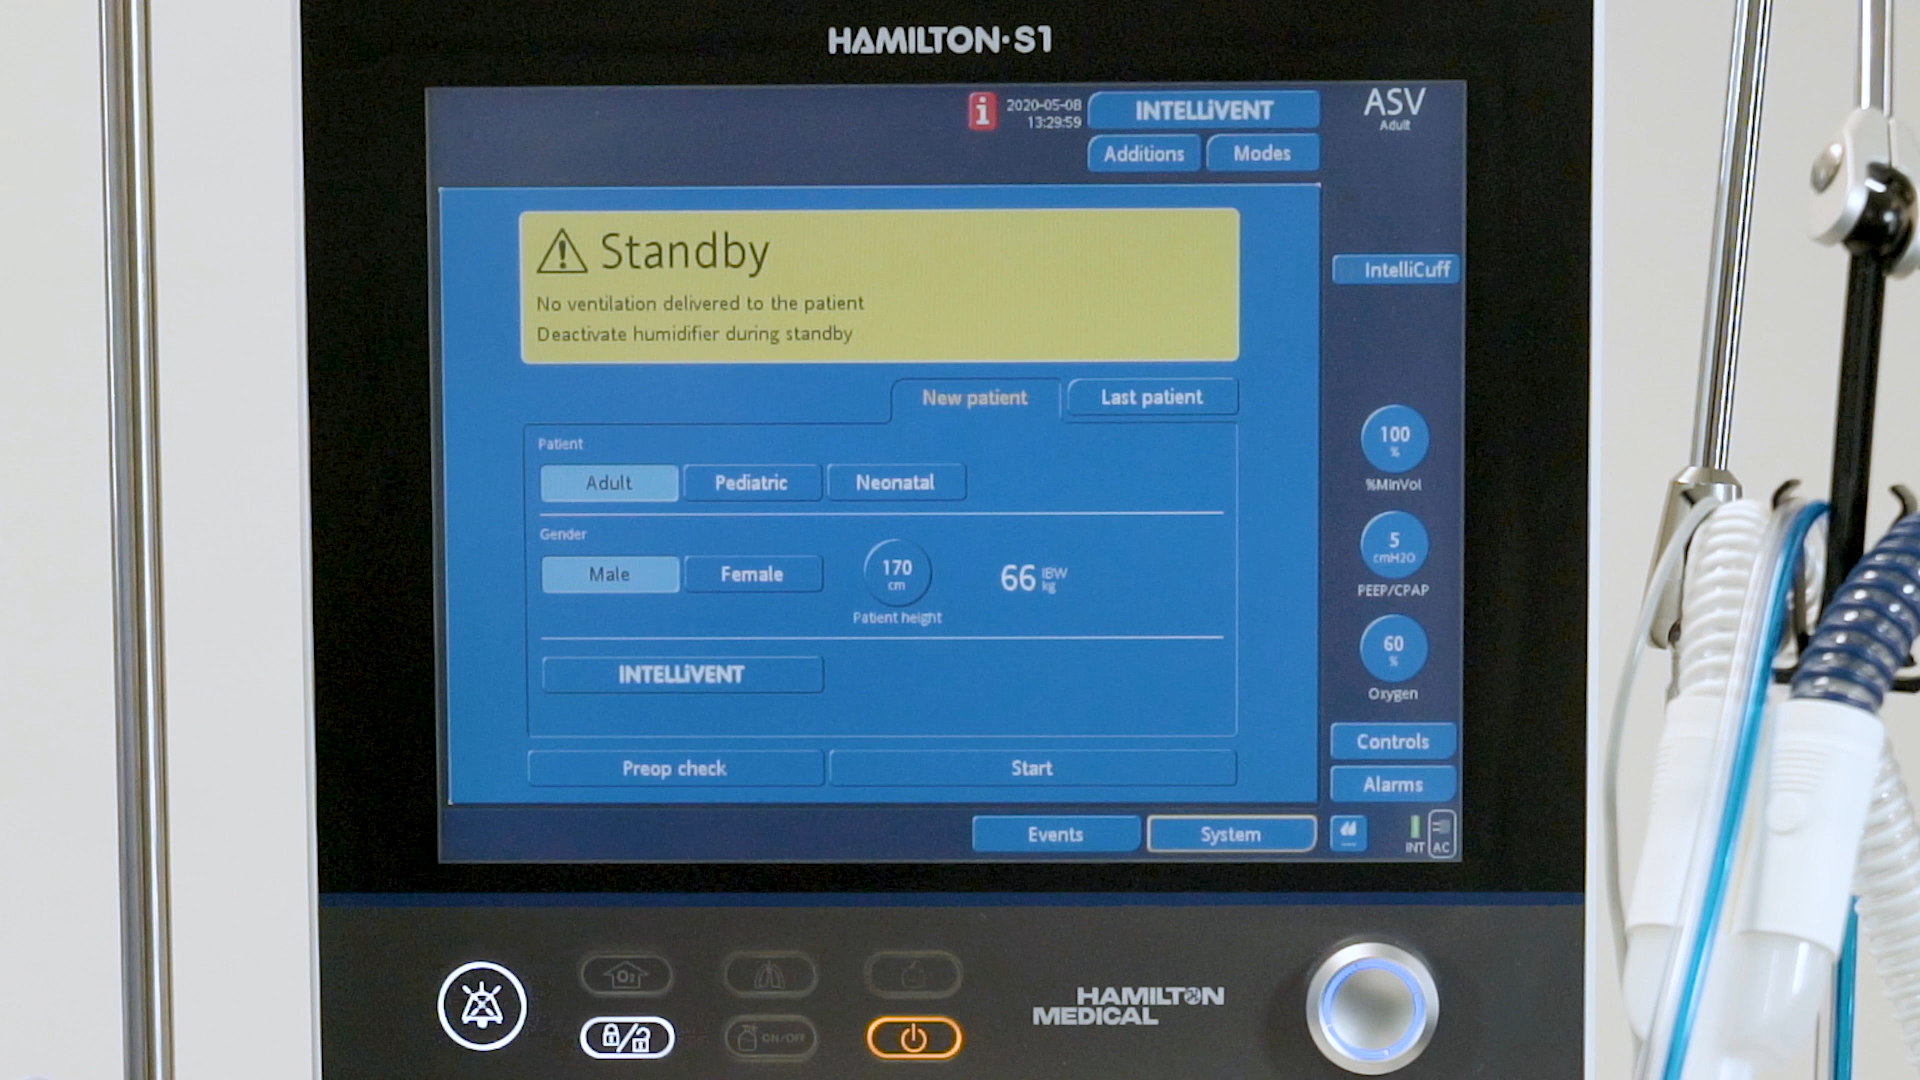 HAMILTON·S1
i
2020-05-08
13:29:59
INTELLiVENT
ASV
Adult
Additions
Modes
Standby
No ventilation delivered to the patient
Deactivate humidifier during standby
IntelliCuff
New patient
Last patient
Patient
Adult
Pediatric
Neonatal
Gender
Male
Female
170
cm
Patient height
66 IBW
kg
INTELLiVENT
Preop check
Start
100
%
%MinVol
5
cmH2O
PEEP/CPAP
60
%
Oxygen
Controls
Alarms
Events
System
INT
AC
O2
ON/OFF
HAMILTON
MEDICAL